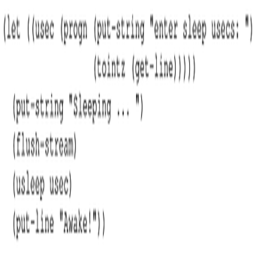 (let ((usec (progn (put-string "enter sleep usecs: ")
                   (tointz (get-line)))))
  (put-string "Sleeping ... ")
  (flush-stream)
  (usleep usec)
  (put-line "Awake!"))